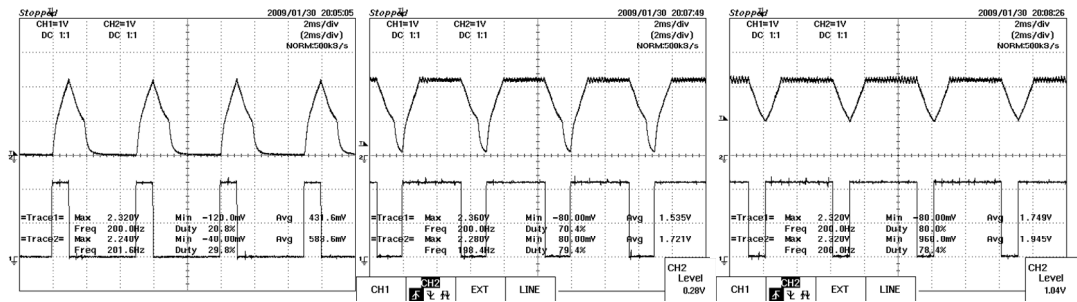 Stopped 2009/01/30 20:05:05
CH1=1V CH2=1V 2ms/div
DC 1:1 DC 1:1 (2ms/div)
NORM:500kS/s
=Trace1= Max 2.320V Min -120.0mV Avg 431.6mV
Freq 200.0Hz Duty 20.8%
=Trace2= Max 2.240V Min -40.00mV Avg 583.6mV
Freq 201.6Hz Duty 29.8%
Stopped 2009/01/30 20:07:49
CH1=1V CH2=1V 2ms/div
DC 1:1 DC 1:1 (2ms/div)
NORM:500kS/s
=Trace1= Max 2.360V Min -80.00mV Avg 1.535V
Freq 200.0Hz Duty 70.4%
=Trace2= Max 2.280V Min 80.00mV Avg 1.721V
Freq 198.4Hz Duty 79.4%
CH1 CH2 EXT LINE
CH2
Level
0.28V
Stopped 2009/01/30 20:08:26
CH1=1V CH2=1V 2ms/div
DC 1:1 DC 1:1 (2ms/div)
NORM:500kS/s
=Trace1= Max 2.320V Min -80.00mV Avg 1.749V
Freq 200.0Hz Duty 80.0%
=Trace2= Max 2.320V Min 960.0mV Avg 1.945V
Freq 200.0Hz Duty 78.4%
CH1 CH2 EXT LINE
CH2
Level
1.04V